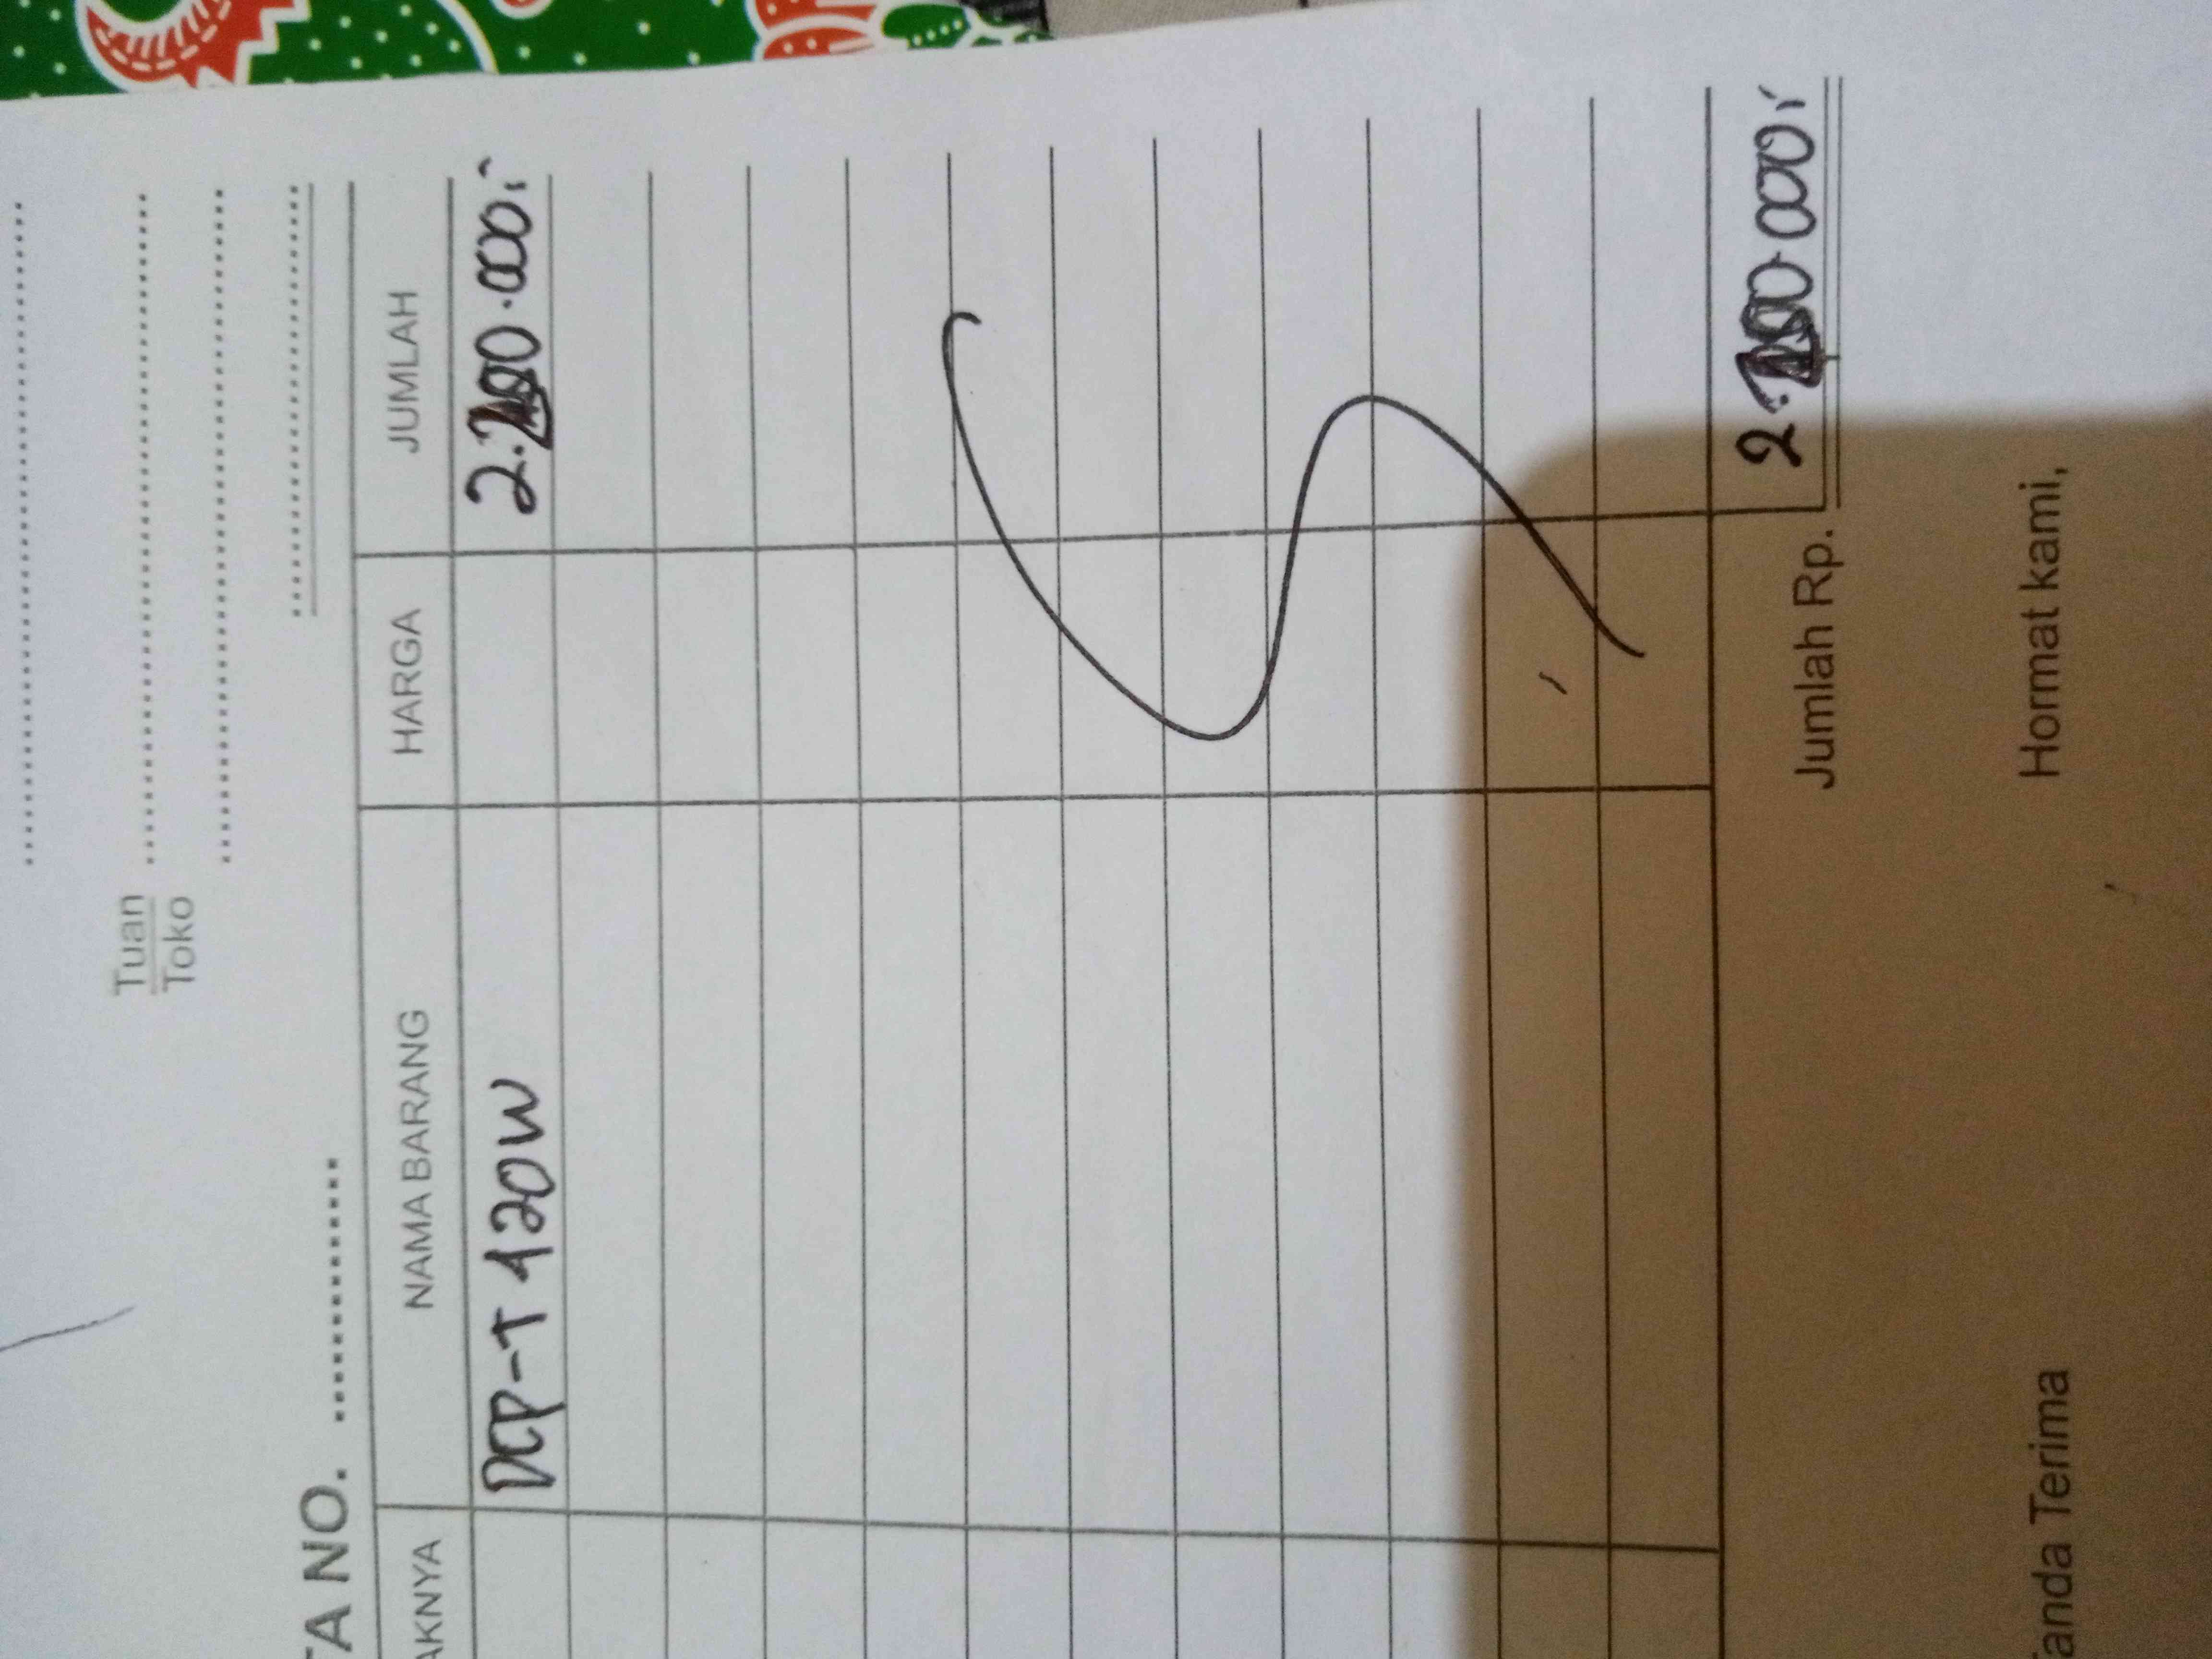 Tuan
Toko
TA NO.
AKNYA NAMA BARANG HARGA JUMLAH
DCP-T 420W
Jumlah Rp.
Tanda Terima Hormat kami,